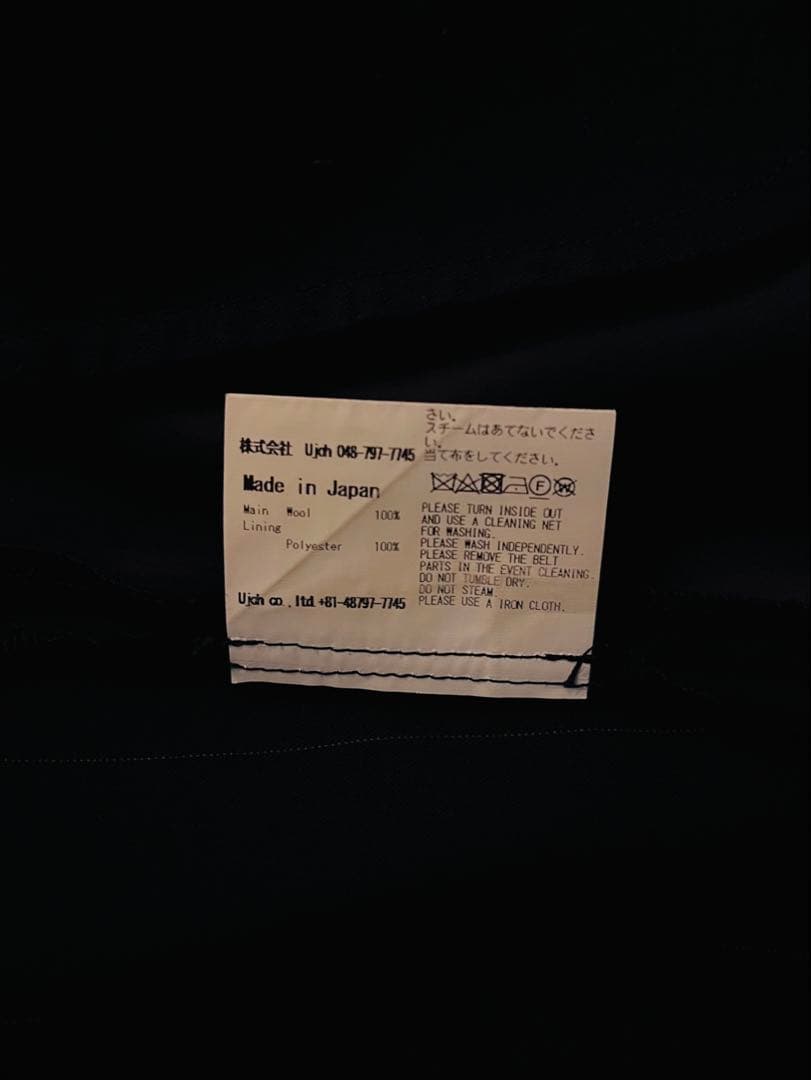 株式会社 Ujoh 048-797-7745
Made in Japan
Main Wool 100%
Lining
Polyester 100%
Ujoh co.,ltd.+81-48797-7745
さい。
スチームはあてないでくださ
い。
当て布をしてください。
PLEASE TURN INSIDE OUT
AND USE A CLEANING NET
FOR WASHING.
PLEASE WASH INDEPENDENTLY.
PLEASE REMOVE THE BELT
PARTS IN THE EVENT CLEANING.
DO NOT TUMBLE DRY.
DO NOT STEAM.
PLEASE USE A IRON CLOTH.